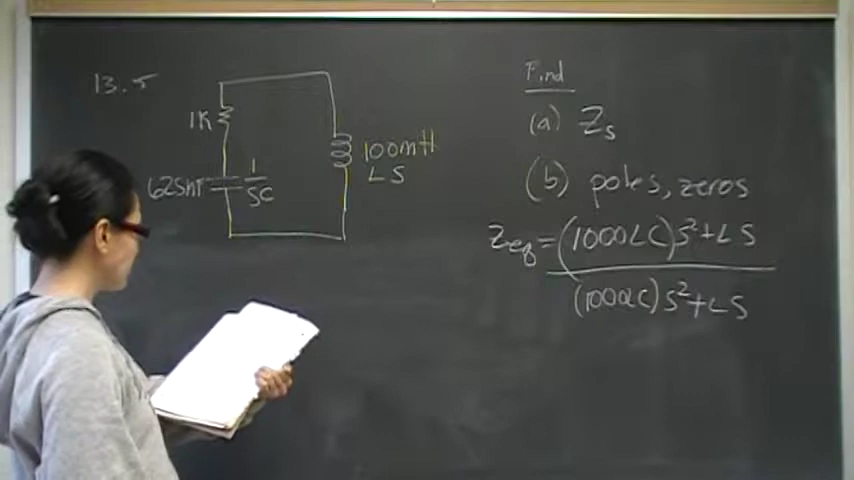 13.5
1K
625nF
1
SC
100mH
LS
Find
(a) Zs
(b) poles, zeros
Zeq = (1000LC)S²+LS
(1000LC)S²+LS